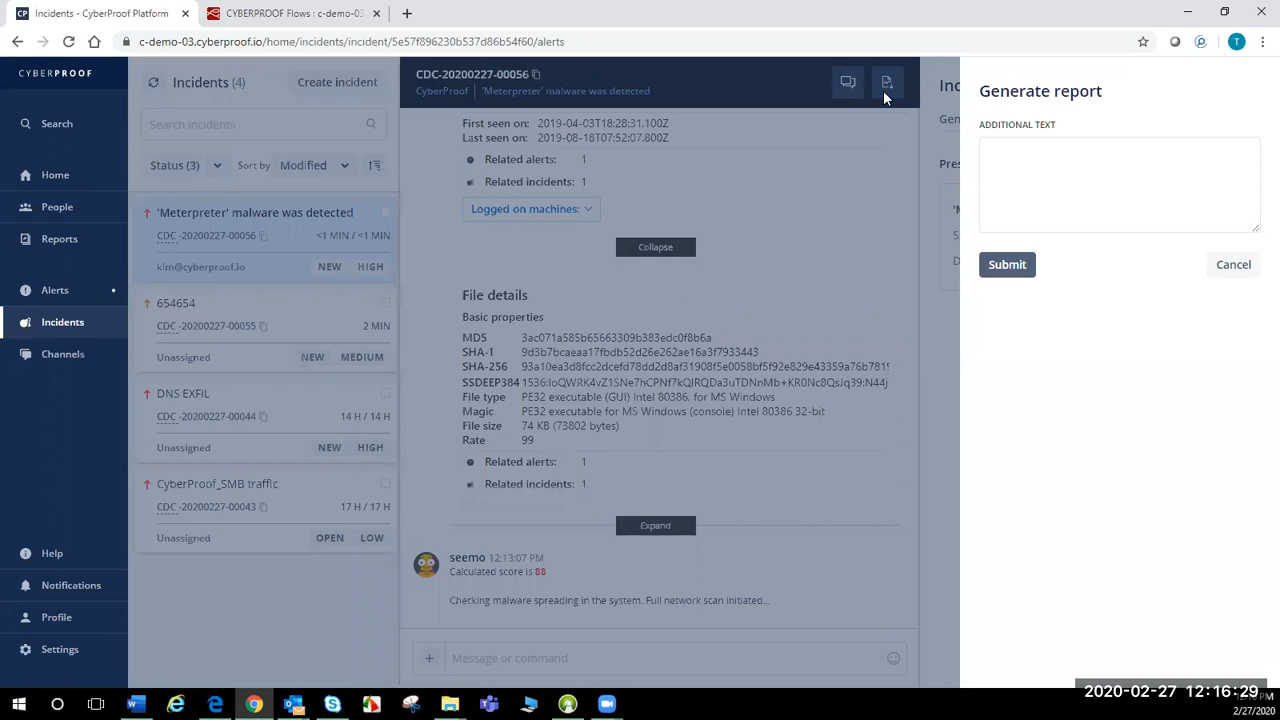 Incidents - CyberProof Platform
CYBERPROOF Flows : c-demo-03
c-demo-03.cyberproof.io/home/incidents/incident/5e57f896230b537d86b54f60/alerts
T
CYBERPROOF
Search
Home
People
Reports
Alerts
Incidents
Channels
Help
Notifications
Profile
Settings
Incidents (4)
Create incident
Search incidents
Status (3)
Sort by
Modified
'Meterpreter' malware was detected
CDC -20200227-00056
<1 MIN / <1 MIN
kim@cyberproof.io
NEW
HIGH
654654
CDC -20200227-00055
2 MIN
Unassigned
NEW
MEDIUM
DNS EXFIL
CDC -20200227-00044
14 H / 14 H
Unassigned
NEW
HIGH
CyberProof_SMB traffic
CDC -20200227-00043
17 H / 17 H
Unassigned
OPEN
LOW
CDC-20200227-00056
CyberProof
'Meterpreter' malware was detected
First seen on: 2019-04-03T18:28:31.100Z
Last seen on: 2019-08-18T07:52:07.800Z
Related alerts: 1
Related incidents: 1
Logged on machines:
Collapse
File details
Basic properties
MD5 3ac071a585b65663309b383edc0f8b6a
SHA-1 9d3b7bcaeaa17fbdb52d26e262ae16a3f7933443
SHA-256 93a10ea3d8fcc2dcefd78dd2d8af31908f5e0058bf5f92e829e43359a76b7819
SSDEEP384
File type PE32 executable (GUI) Intel 80386, for MS Windows
Magic PE32 executable for MS Windows (console) Intel 80386 32-bit
File size 74 KB (73802 bytes)
Rate 99
Related alerts: 1
Related incidents: 1
Expand
seemo 12:13:07 PM
Calculated score is 88
Checking malware spreading in the system. Full network scan initiated...
Message or command
Inc
Gen
Pres
Generate report
ADDITIONAL TEXT
Submit
Cancel
2020-02-27 12:16:29
2/27/2020